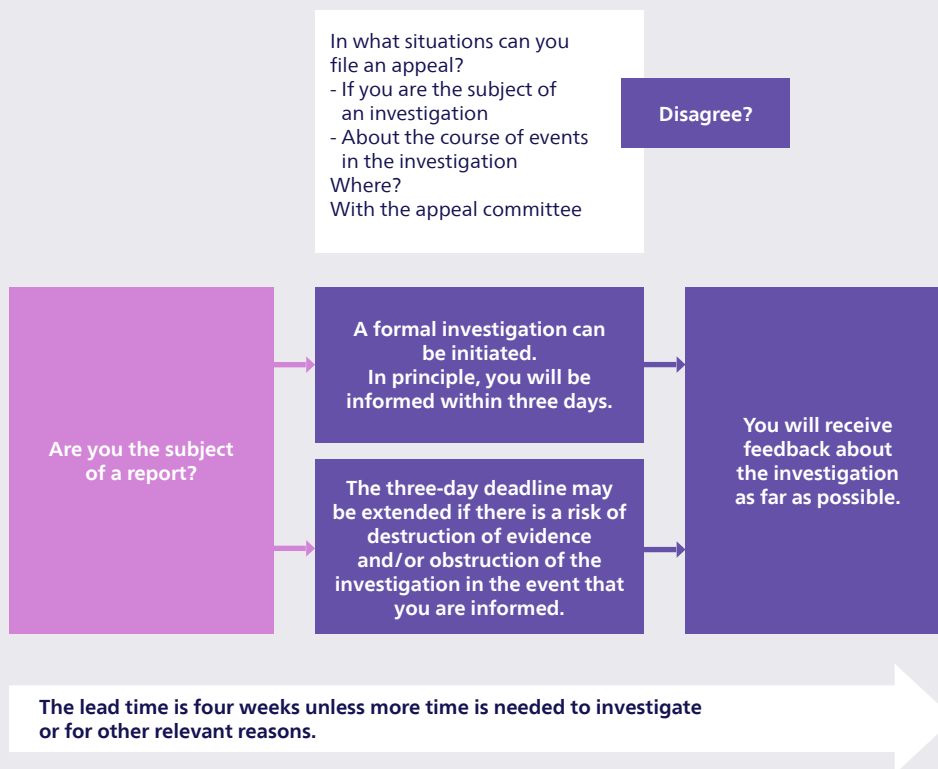 In what situations can you
file an appeal?
- If you are the subject of
an investigation
- About the course of events
in the investigation
Where?
With the appeal committee
Disagree?
Are you the subject
of a report?
A formal investigation can
be initiated.
In principle, you will be
informed within three days.
The three-day deadline may
be extended if there is a risk of
destruction of evidence
and/or obstruction of the
investigation in the event that
you are informed.
You will receive
feedback about
the investigation
as far as possible.
The lead time is four weeks unless more time is needed to investigate
or for other relevant reasons.